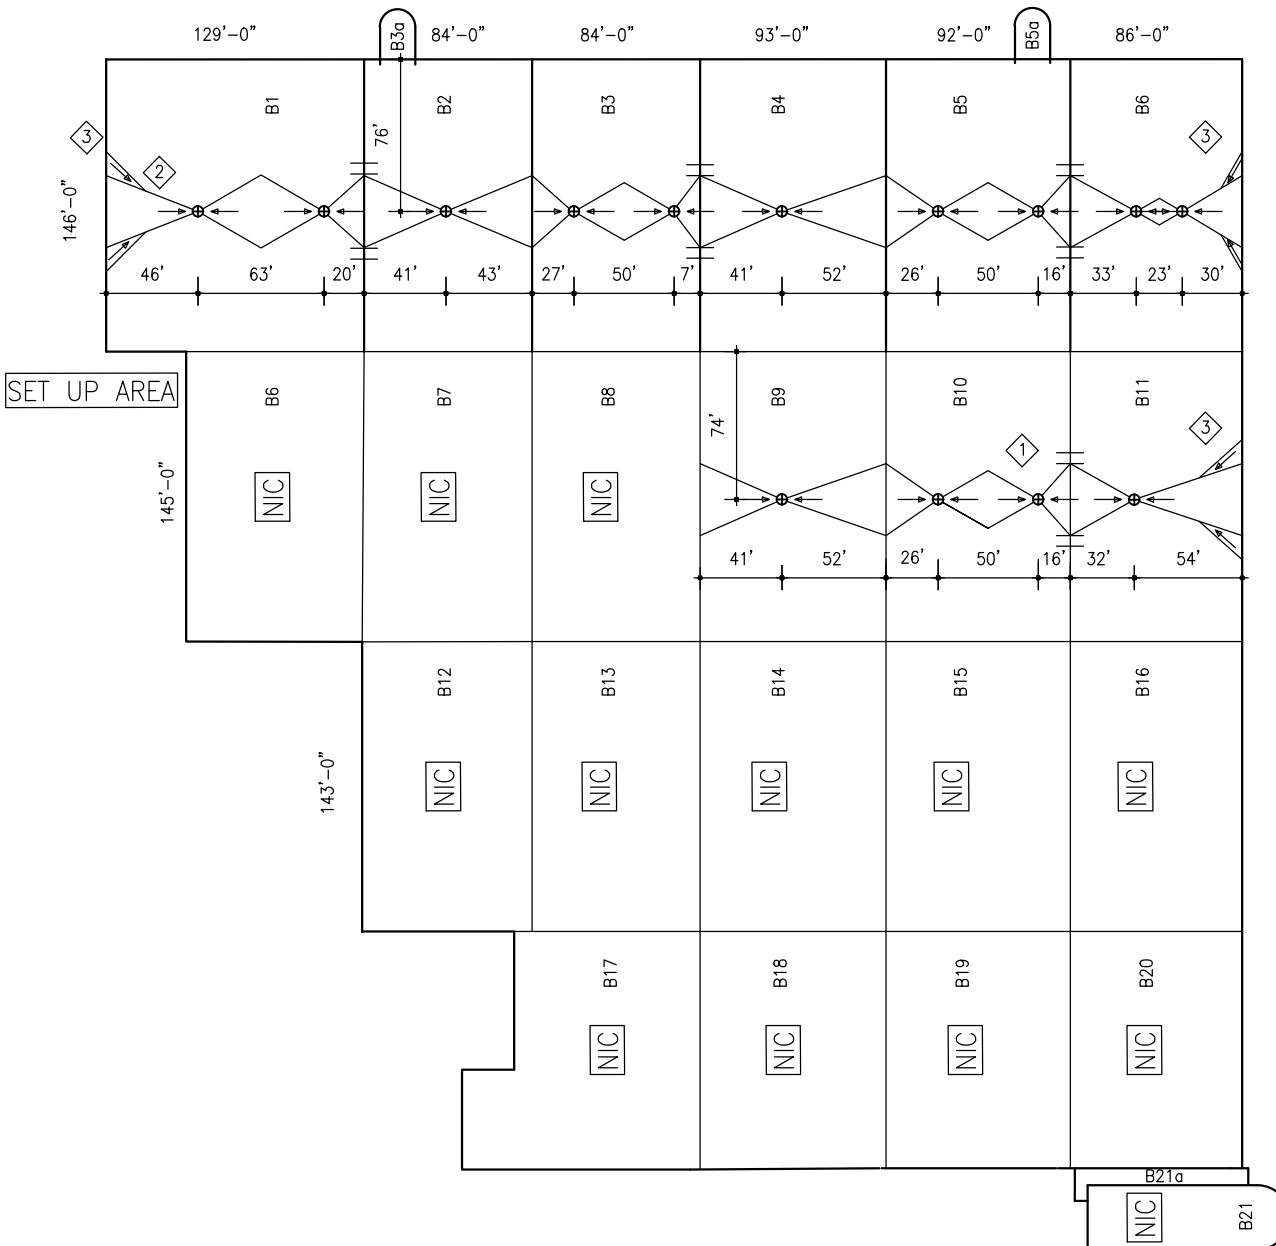 129'-0"
B3a
84'-0"
84'-0"
93'-0"
92'-0"
B5a
86'-0"
B1
B2
B3
B4
B5
B6
3
2
76'
3
146'-0"
46'
63'
20'
41'
43'
27'
50'
7'
41'
52'
26'
50'
16'
33'
23'
30'
SET UP AREA
B6
B7
B8
B9
B10
B11
74'
1
3
145'-0"
NIC
NIC
NIC
41'
52'
26'
50'
16'
32'
54'
B12
B13
B14
B15
B16
143'-0"
NIC
NIC
NIC
NIC
NIC
B17
B18
B19
B20
NIC
NIC
NIC
NIC
B21a
NIC
B21